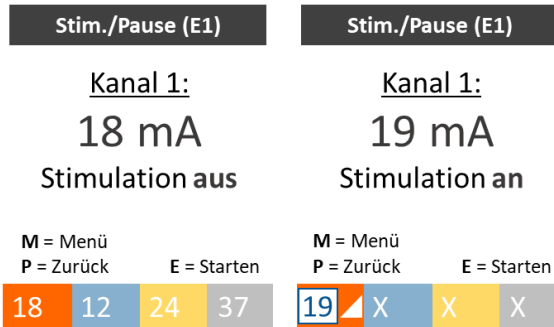 Stim./Pause (E1)
Kanal 1:
18 mA
Stimulation aus
M = Menü
P = Zurück E = Starten
18 12 24 37
Stim./Pause (E1)
Kanal 1:
19 mA
Stimulation an
M = Menü
P = Zurück E = Starten
19 X X X